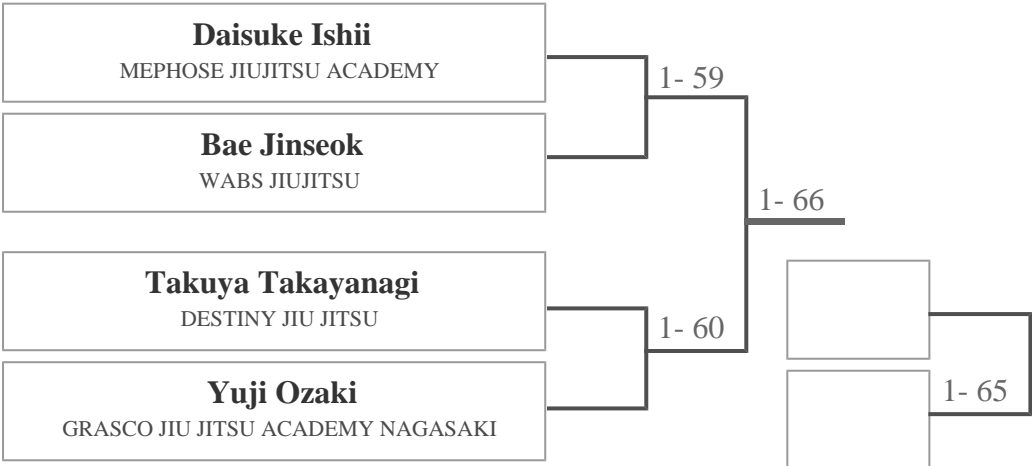 Daisuke Ishii
MEPHOSE JIUJITSU ACADEMY
1- 59
Bae Jinseok
WABS JIUJITSU
1- 66
Takuya Takayanagi
DESTINY JIU JITSU
1- 60
Yuji Ozaki
GRASCO JIU JITSU ACADEMY NAGASAKI
1- 65